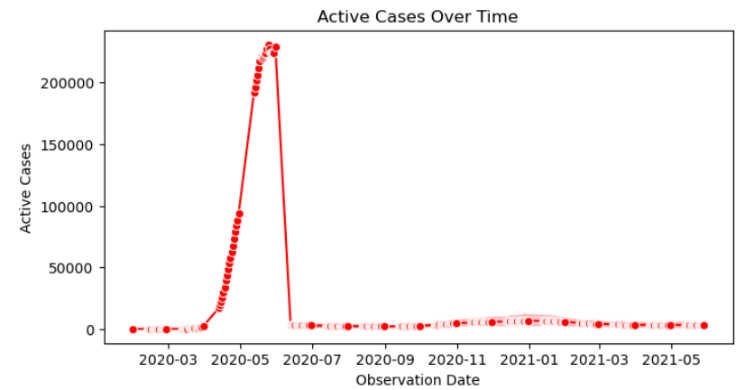 Active Cases Over Time
200000
150000
100000
50000
0
Active Cases
2020-03 2020-05 2020-07 2020-09 2020-11 2021-01 2021-03 2021-05
Observation Date